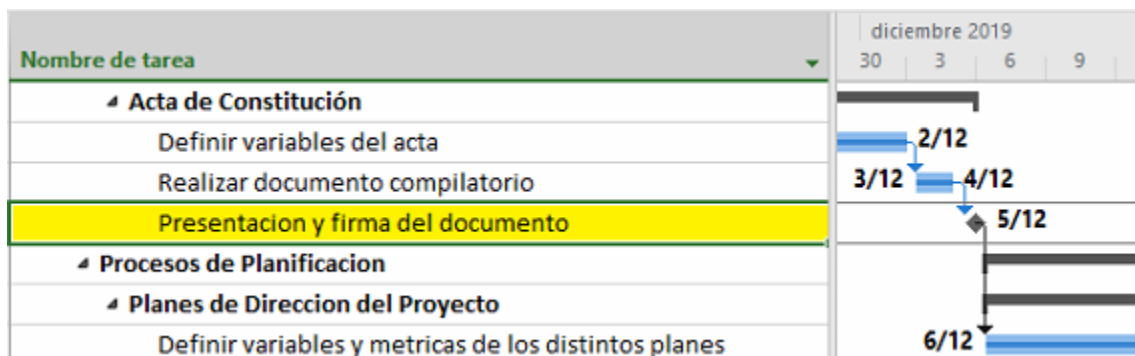 diciembre 2019
Nombre de tarea 30 3 6 9
Acta de Constitución
Definir variables del acta 2/12
Realizar documento compilatorio 3/12 4/12
Presentacion y firma del documento 5/12
Procesos de Planificacion
Planes de Direccion del Proyecto
Definir variables y metricas de los distintos planes 6/12